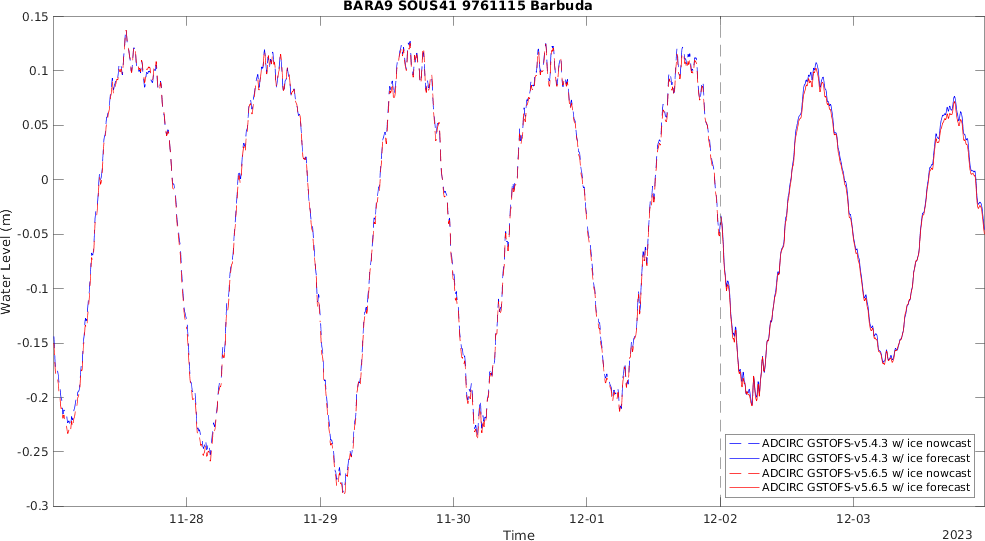 BARA9 SOUS41 9761115 Barbuda
0.15
0.1
0.05
0
-0.05
-0.1
-0.15
-0.2
-0.25
-0.3
Water Level (m)
ADCIRC GSTOFS-v5.4.3 w/ ice nowcast
ADCIRC GSTOFS-v5.4.3 w/ ice forecast
ADCIRC GSTOFS-v5.6.5 w/ ice nowcast
ADCIRC GSTOFS-v5.6.5 w/ ice forecast
11-28 11-29 11-30 12-01 12-02 12-03
Time
2023